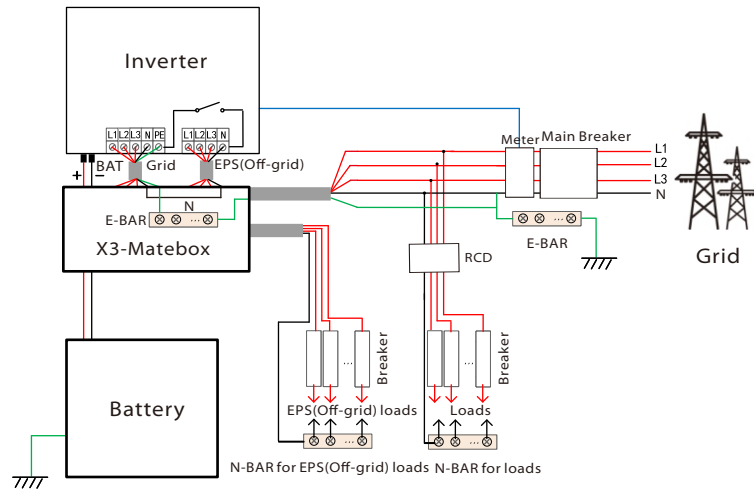 Inverter
L1 L2 L3 N PE
L1 L2 L3 N
BAT
Grid
EPS(Off-grid)
+
–
N
E-BAR
X3-Matebox
Meter
Main Breaker
L1
L2
L3
N
E-BAR
Grid
RCD
...
Breaker
...
Breaker
Battery
EPS(Off-grid) loads
Loads
...
...
...
...
N-BAR for EPS(Off-grid) loads
N-BAR for loads